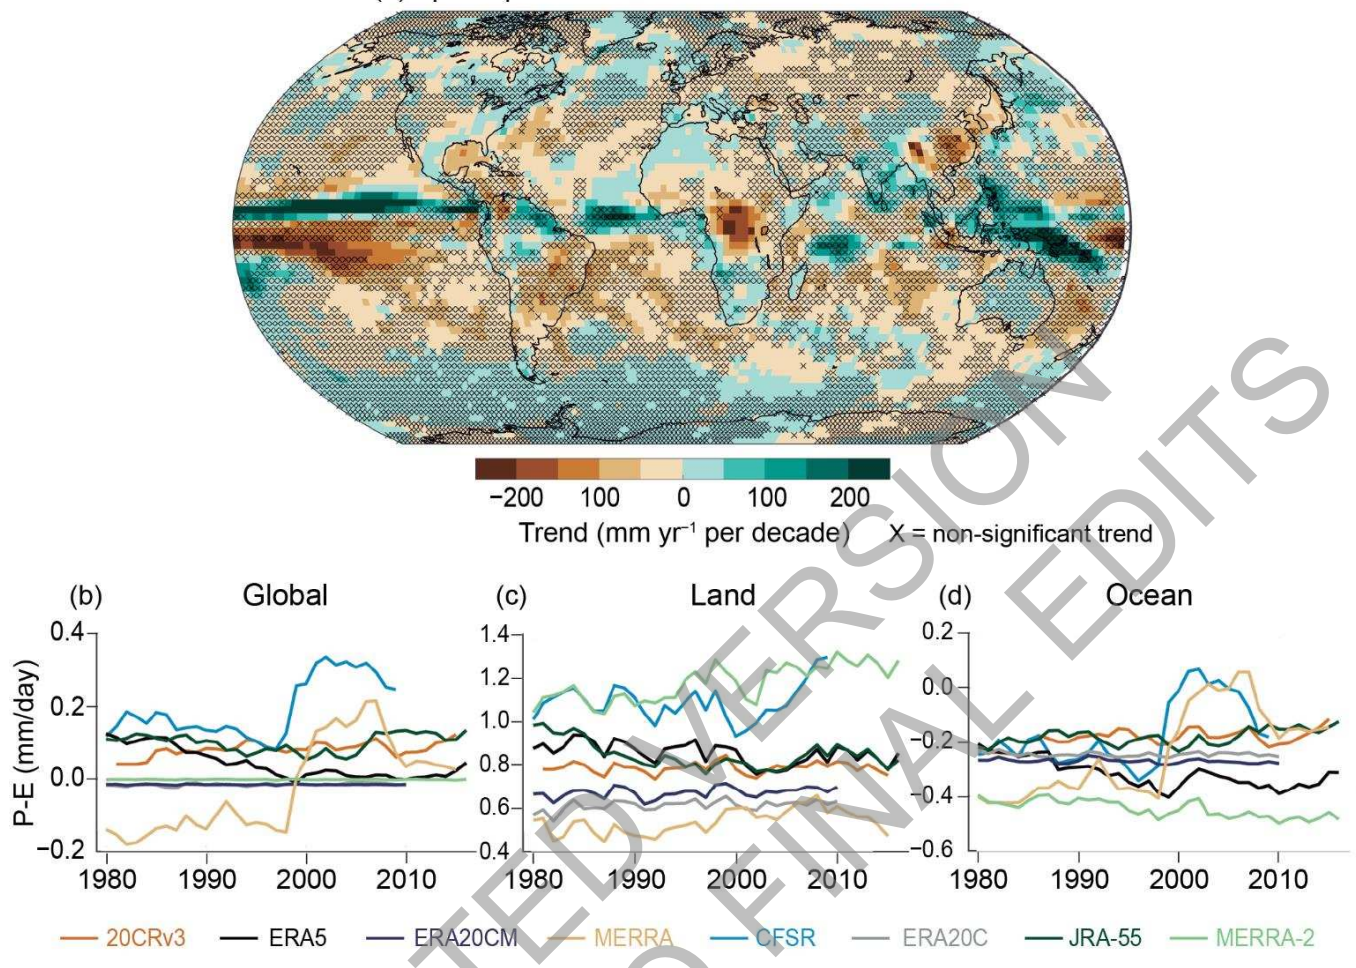 −200 100 0 100 200
Trend (mm yr⁻¹ per decade) X = non-significant trend
(b) Global (c) Land (d) Ocean
P-E (mm/day)
0.4
0.2
0.0
−0.2
1980 1990 2000 2010
1.4
1.2
1.0
0.8
0.6
0.4
1980 1990 2000 2010
0.2
0.0
−0.2
−0.4
−0.6
1980 1990 2000 2010
20CRv3 ERA5 ERA20CM MERRA CFSR ERA20C JRA-55 MERRA-2
TED VERSION
O FINAL EDITS